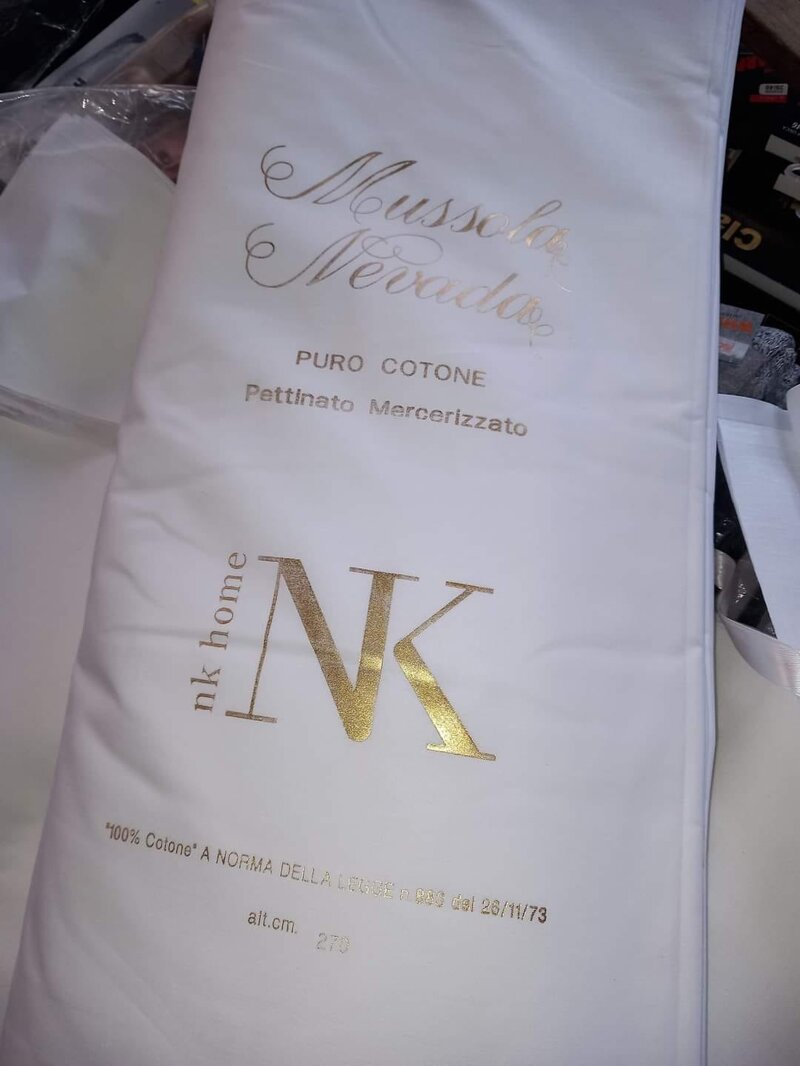 Mussola
Nevada
PURO COTONE
Pettinato Mercerizzato
nk home
NK
"100% Cotone" A NORMA DELLA LEGGE n 883 del 26/11/73
alt.cm. 270
Cla